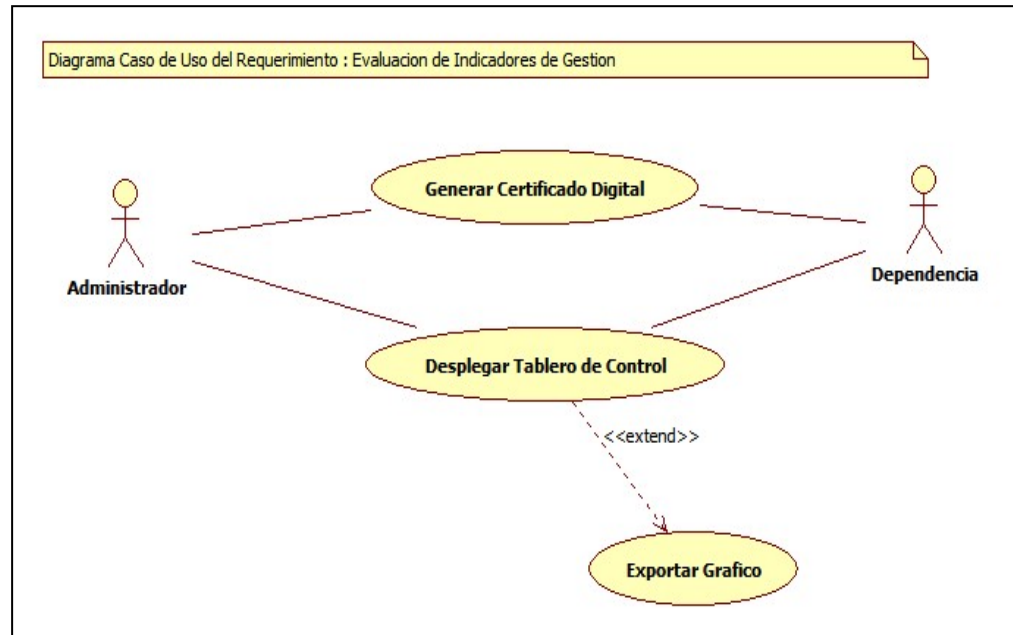 Diagrama Caso de Uso del Requerimiento : Evaluacion de Indicadores de Gestion
Generar Certificado Digital
Administrador
Dependencia
Desplegar Tablero de Control
<<extend>>
Exportar Grafico